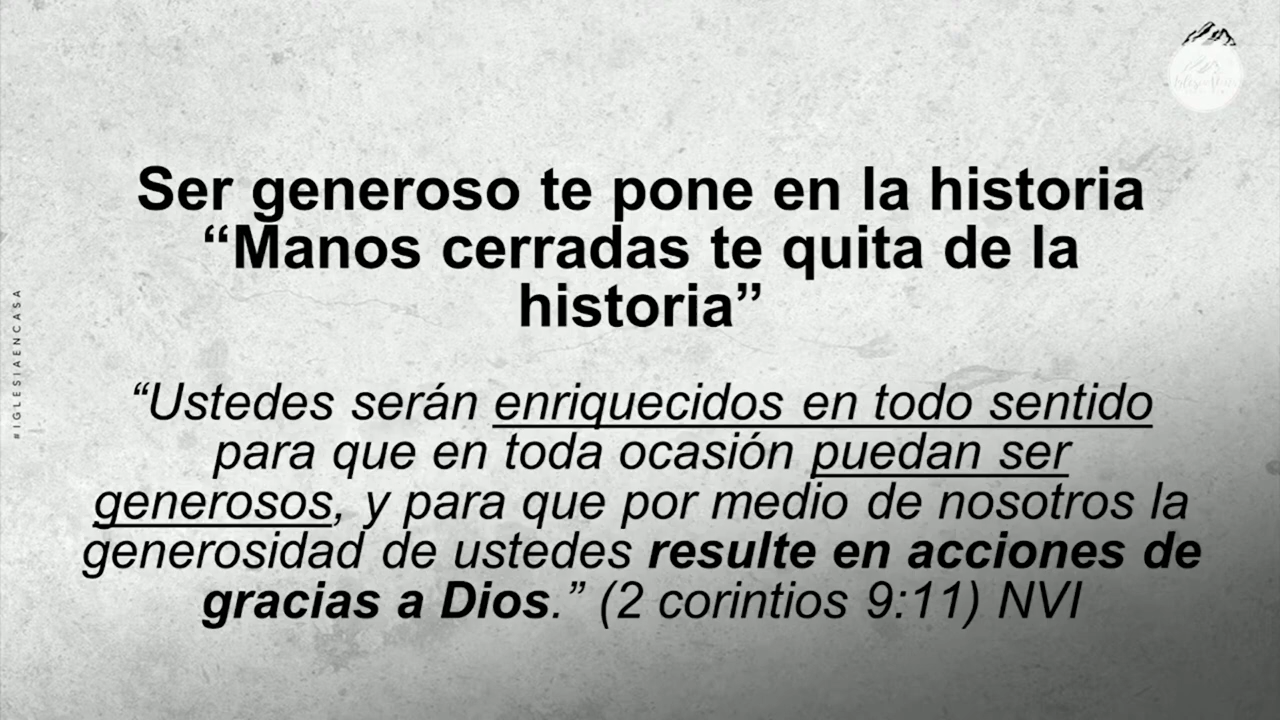 Ser generoso te pone en la historia
“Manos cerradas te quita de la
historia”
“Ustedes serán enriquecidos en todo sentido
para que en toda ocasión puedan ser
generosos, y para que por medio de nosotros la
generosidad de ustedes resulte en acciones de
gracias a Dios.” (2 corintios 9:11) NVI
#IGLESIAENCASA